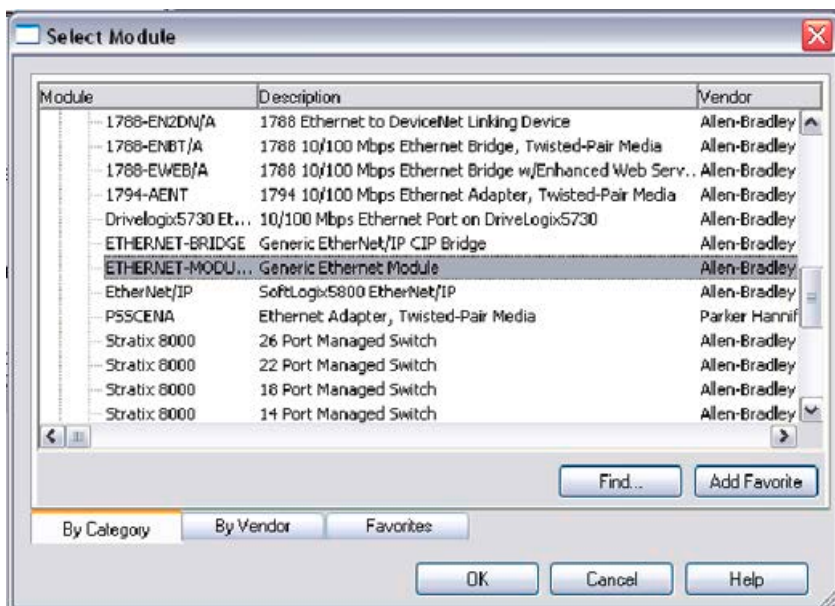 Select Module
Module Description Vendor
1788-EN2DN/A 1788 Ethernet to DeviceNet Linking Device Allen-Bradley
1788-ENBT/A 1788 10/100 Mbps Ethernet Bridge, Twisted-Pair Media Allen-Bradley
1788-EWEB/A 1788 10/100 Mbps Ethernet Bridge w/Enhanced Web Serv... Allen-Bradley
1794-AENT 1794 10/100 Mbps Ethernet Adapter, Twisted-Pair Media Allen-Bradley
Drivelogix5730 Et... 10/100 Mbps Ethernet Port on DriveLogix5730 Allen-Bradley
ETHERNET-BRIDGE Generic EtherNet/IP CIP Bridge Allen-Bradley
ETHERNET-MODU... Generic Ethernet Module Allen-Bradley
EtherNet/IP SoftLogix5800 EtherNet/IP Allen-Bradley
PSSCENA Ethernet Adapter, Twisted-Pair Media Parker Hannif
Stratix 8000 26 Port Managed Switch Allen-Bradley
Stratix 8000 22 Port Managed Switch Allen-Bradley
Stratix 8000 18 Port Managed Switch Allen-Bradley
Stratix 8000 14 Port Managed Switch Allen-Bradley
Find... Add Favorite
By Category By Vendor Favorites
OK Cancel Help